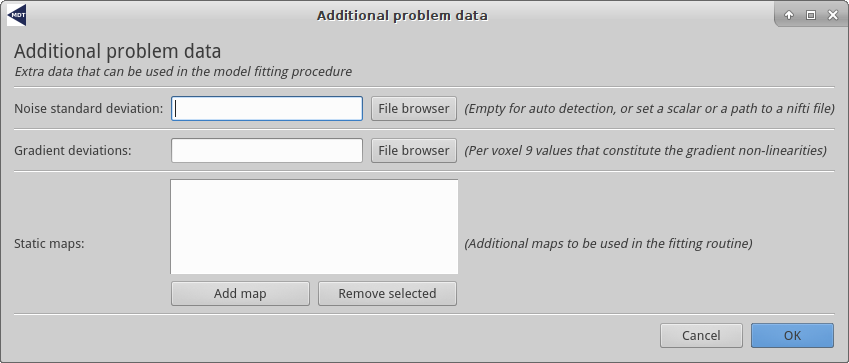 MDT
Additional problem data
Additional problem data
Extra data that can be used in the model fitting procedure
Noise standard deviation: File browser (Empty for auto detection, or set a scalar or a path to a nifti file)
Gradient deviations: File browser (Per voxel 9 values that constitute the gradient non-linearities)
Static maps: (Additional maps to be used in the fitting routine)
Add map Remove selected
Cancel OK